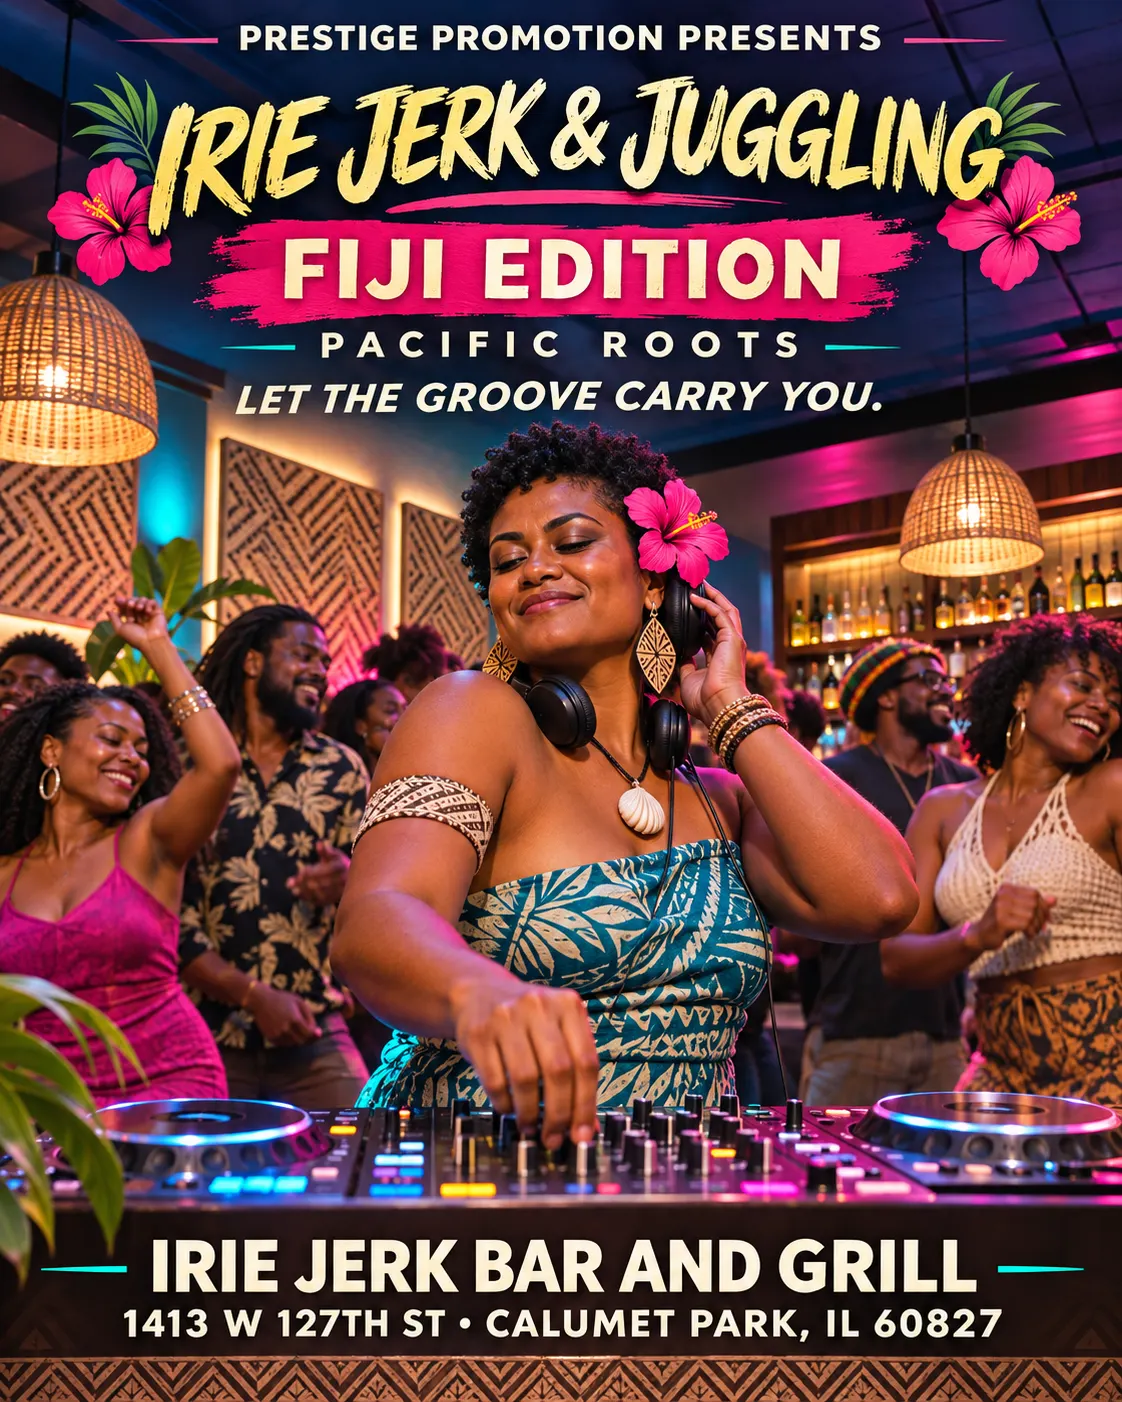 PRESTIGE PROMOTION PRESENTS
IRIE JERK & JUGGLING
FIJI EDITION
PACIFIC ROOTS
LET THE GROOVE CARRY YOU.
IRIE JERK BAR AND GRILL
1413 W 127TH ST • CALUMET PARK, IL 60827